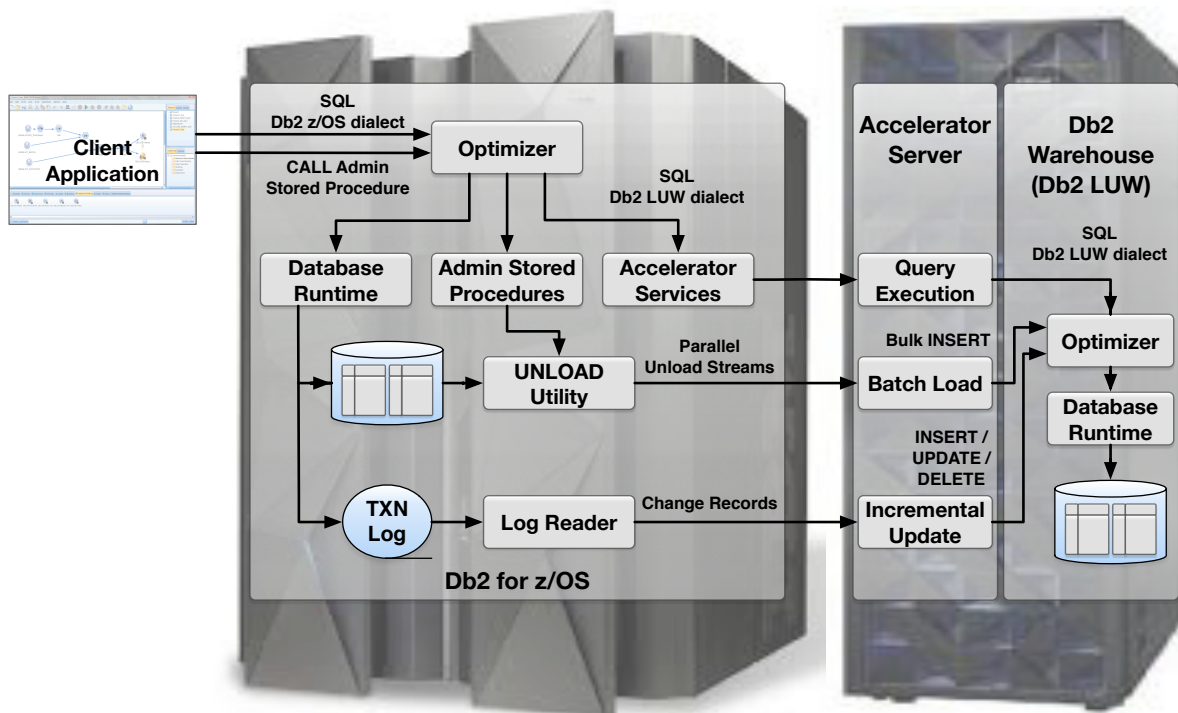 SQL
Db2 z/OS dialect
Client
Application
CALL Admin
Stored Procedure
Optimizer
SQL
Db2 LUW dialect
Database
Runtime
Admin Stored
Procedures
Accelerator
Services
UNLOAD
Utility
Parallel
Unload Streams
TXN
Log
Log Reader
Change Records
Db2 for z/OS
Accelerator
Server
Query
Execution
Bulk INSERT
Batch Load
INSERT /
UPDATE /
DELETE
Incremental
Update
Db2
Warehouse
(Db2 LUW)
SQL
Db2 LUW dialect
Optimizer
Database
Runtime